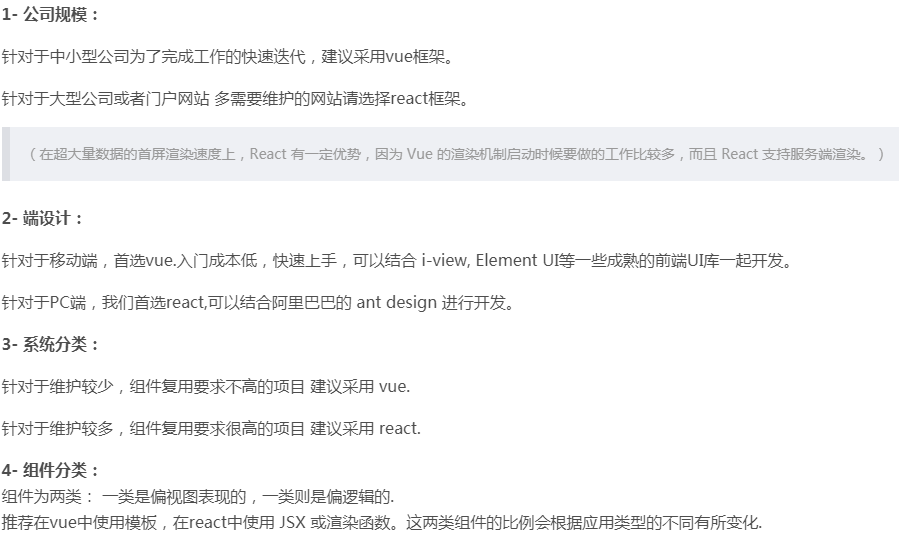 1- 公司规模：
针对于中小型公司为了完成工作的快速迭代，建议采用vue框架。
针对于大型公司或者门户网站 多需要维护的网站请选择react框架。
（在超大量数据的首屏渲染速度上，React 有一定优势，因为 Vue 的渲染机制启动时候要做的工作比较多，而且 React 支持服务端渲染。）
2- 端设计：
针对于移动端，首选vue.入门成本低，快速上手，可以结合 i-view, Element UI等一些成熟的前端UI库一起开发。
针对于PC端，我们首选react,可以结合阿里巴巴的 ant design 进行开发。
3- 系统分类：
针对于维护较少，组件复用要求不高的项目 建议采用 vue.
针对于维护较多，组件复用要求很高的项目 建议采用 react.
4- 组件分类：
组件为两类： 一类是偏视图表现的，一类则是偏逻辑的.
推荐在vue中使用模板，在react中使用 JSX 或渲染函数。这两类组件的比例会根据应用类型的不同有所变化.